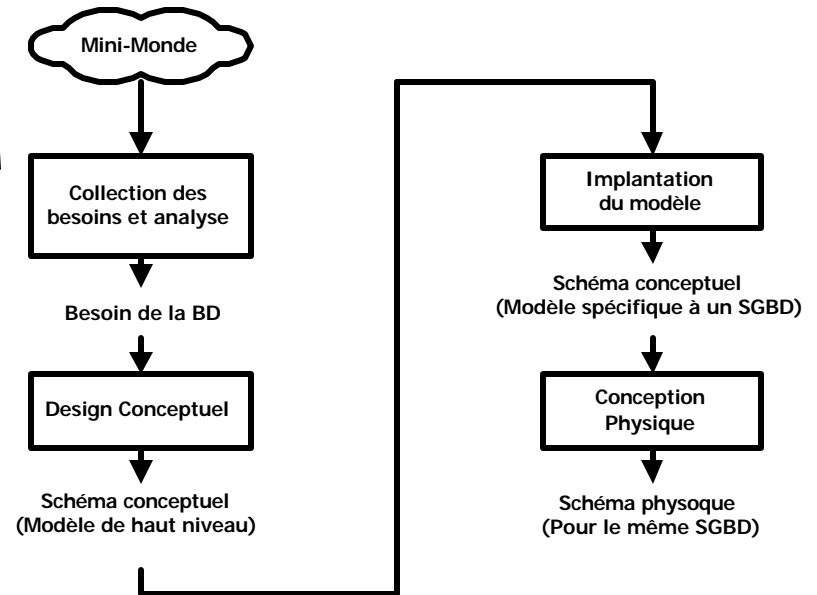 Mini-Monde
Collection des
besoins et analyse
Besoin de la BD
Design Conceptuel
Schéma conceptuel
(Modèle de haut niveau)
Implantation
du modèle
Schéma conceptuel
(Modèle spécifique à un SGBD)
Conception
Physique
Schéma physoque
(Pour le même SGBD)